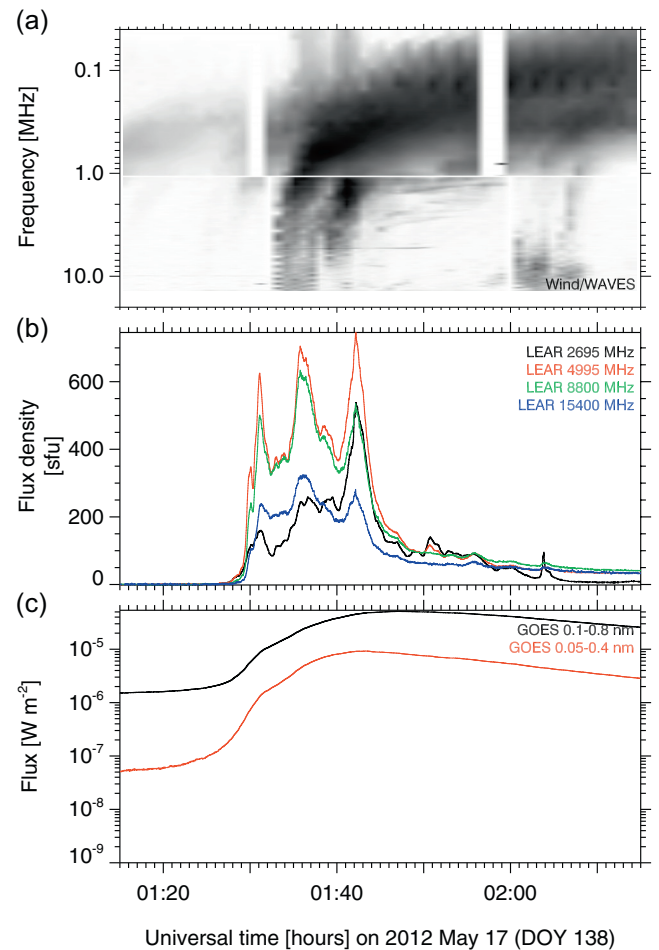 (a)
0.1
1.0
10.0
Frequency [MHz]
Wind/WAVES
(b)
600
400
200
0
Flux density
[sfu]
LEAR 2695 MHz
LEAR 4995 MHz
LEAR 8800 MHz
LEAR 15400 MHz
(c)
10-5
10-6
10-7
10-8
10-9
Flux [W m-2]
GOES 0.1-0.8 nm
GOES 0.05-0.4 nm
01:20 01:40 02:00
Universal time [hours] on 2012 May 17 (DOY 138)